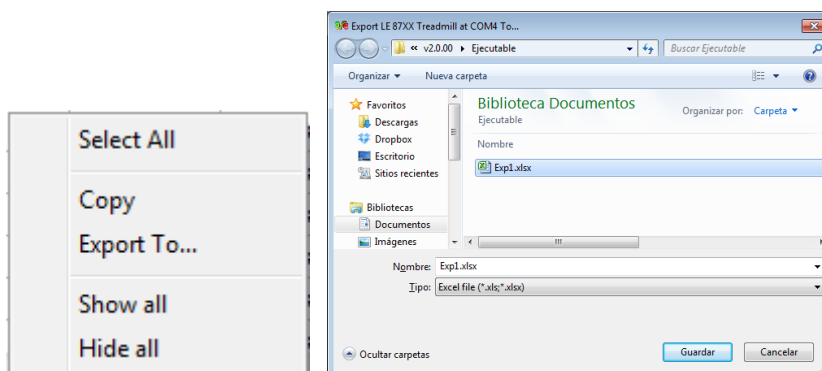 Select All
Copy
Export To...
Show all
Hide all
Export LE 87XX Treadmill at COM4 To...
« v2.0.00 Ejecutable
Buscar Ejecutable
Organizar Nueva carpeta
Favoritos
Descargas
Dropbox
Escritorio
Sitios recientes
Bibliotecas
Documentos
Imágenes
Biblioteca Documentos
Ejecutable
Organizar por: Carpeta
Nombre
Exp1.xlsx
Nombre: Exp1.xlsx
Tipo: Excel file (*.xls;*.xlsx)
Ocultar carpetas
Guardar Cancelar